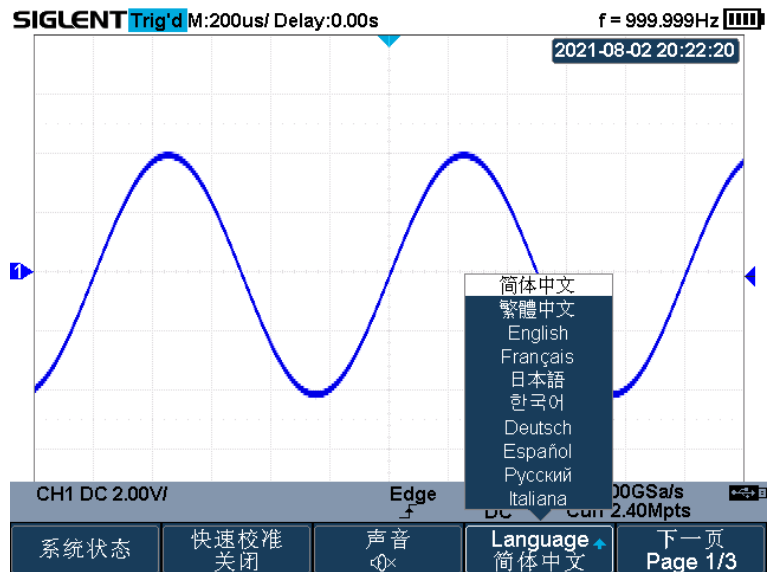 SIGLENT Trig'd M:200us/ Delay:0.00s f = 999.999Hz
2021-08-02 20:22:20
1
简体中文
繁體中文
English
Français
日本語
한국어
Deutsch
Español
Русский
Italiana
CH1 DC 2.00V/ Edge 00GSa/s
DC Curr 2.40Mpts
系统状态
快速校准
关闭
声音
Language
简体中文
下一页
Page 1/3